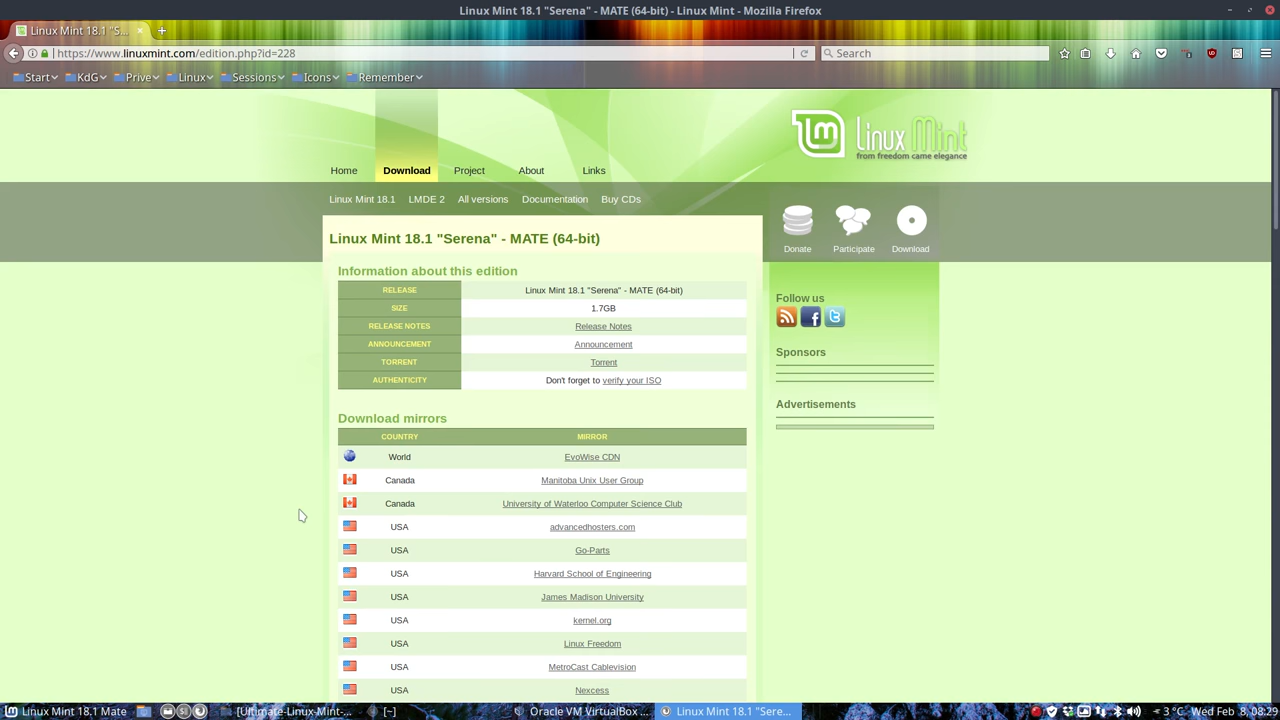 Linux Mint 18.1 "Serena" - MATE (64-bit) - Linux Mint - Mozilla Firefox
Linux Mint 18.1 "S...
https://www.linuxmint.com/edition.php?id=228
Search
Start KdG Prive Linux Sessions Icons Remember
Linux Mint
from freedom came elegance
Home Download Project About Links
Linux Mint 18.1 LMDE 2 All versions Documentation Buy CDs
Donate Participate Download
Linux Mint 18.1 "Serena" - MATE (64-bit)
Information about this edition
RELEASE Linux Mint 18.1 "Serena" - MATE (64-bit)
SIZE 1.7GB
RELEASE NOTES Release Notes
ANNOUNCEMENT Announcement
TORRENT Torrent
AUTHENTICITY Don't forget to verify your ISO
Follow us
Sponsors
Advertisements
Download mirrors
COUNTRY MIRROR
World EvoWise CDN
Canada Manitoba Unix User Group
Canada University of Waterloo Computer Science Club
USA advancedhosters.com
USA Go-Parts
USA Harvard School of Engineering
USA James Madison University
USA kernel.org
USA Linux Freedom
USA MetroCast Cablevision
USA Nexcess
Linux Mint 18.1 Mate [Ultimate-Linux-Mint-... [~] Oracle VM VirtualBox ... Linux Mint 18.1 "Sere... 3 °C Wed Feb 8, 08:29